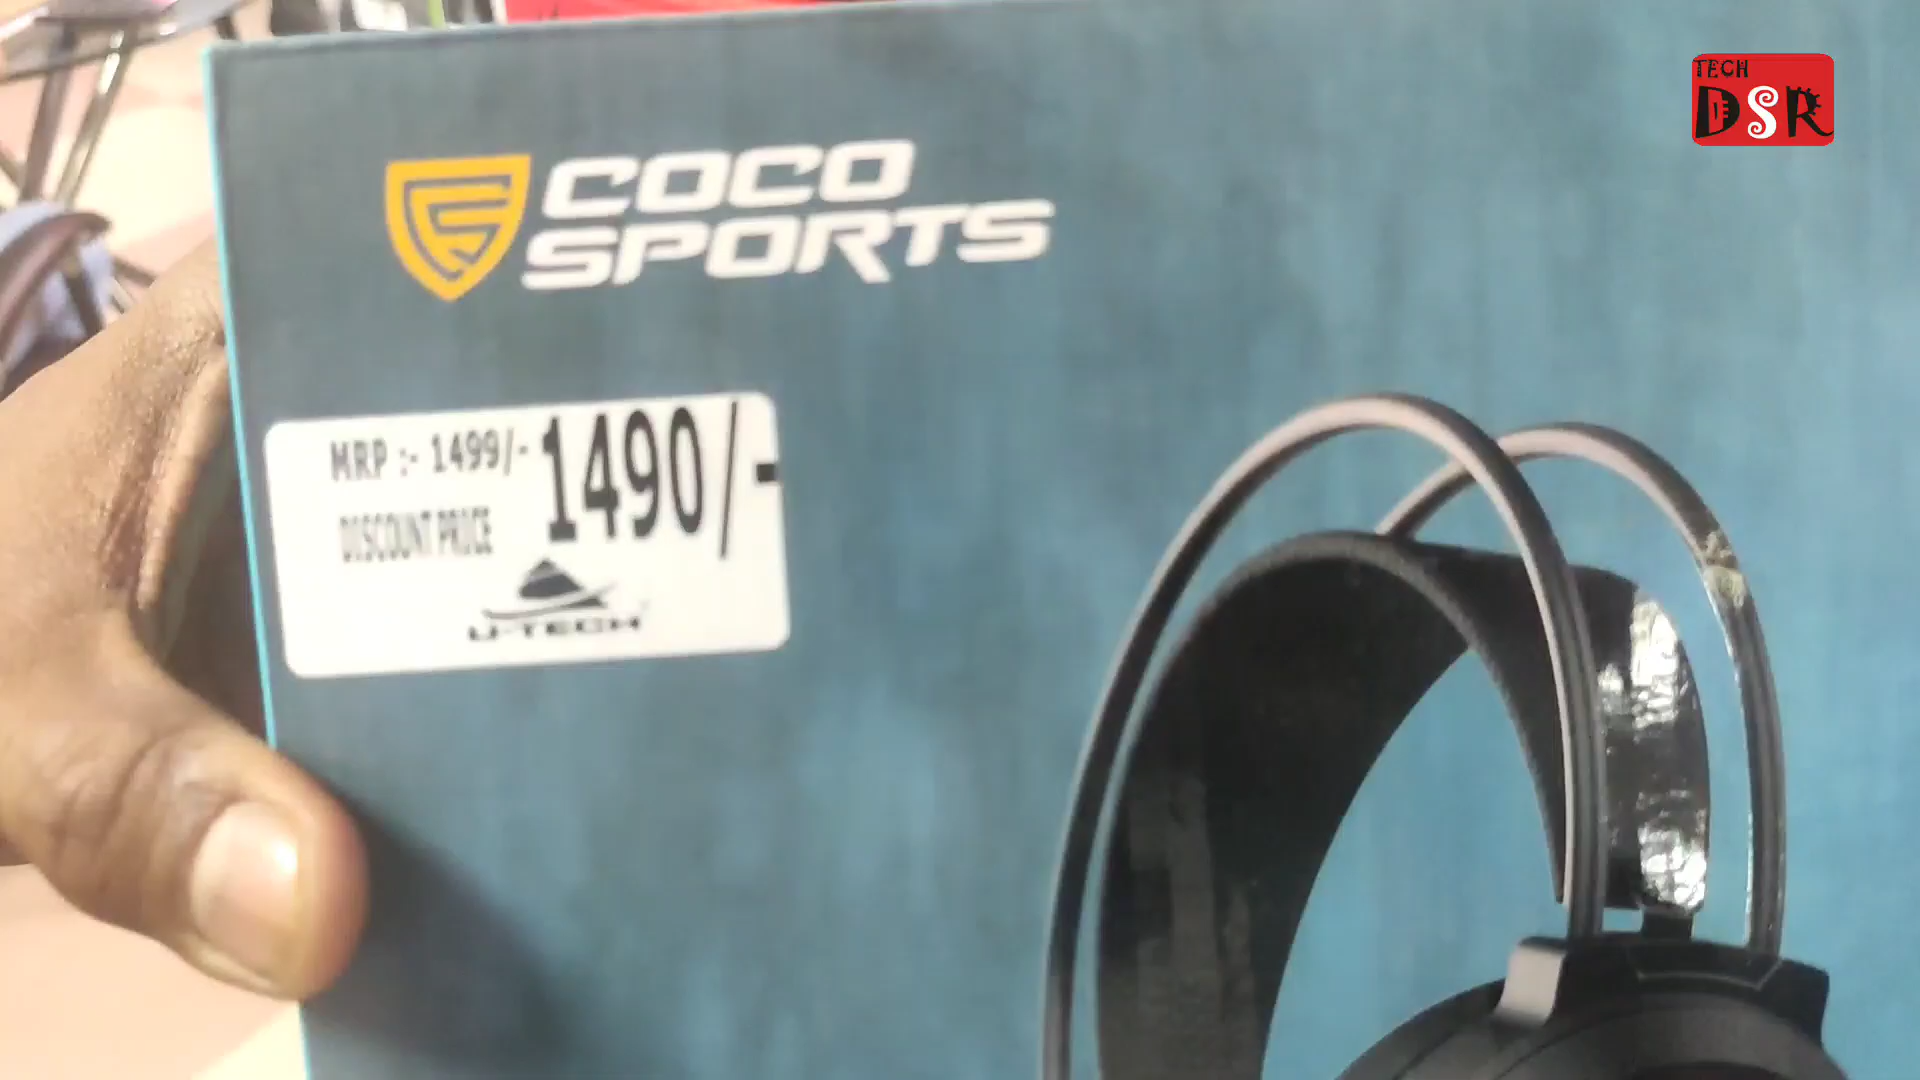 TECH
DSR
COCO
SPORTS
MRP :- 1499/-
1490/-
DISCOUNT PRICE
U-TECH